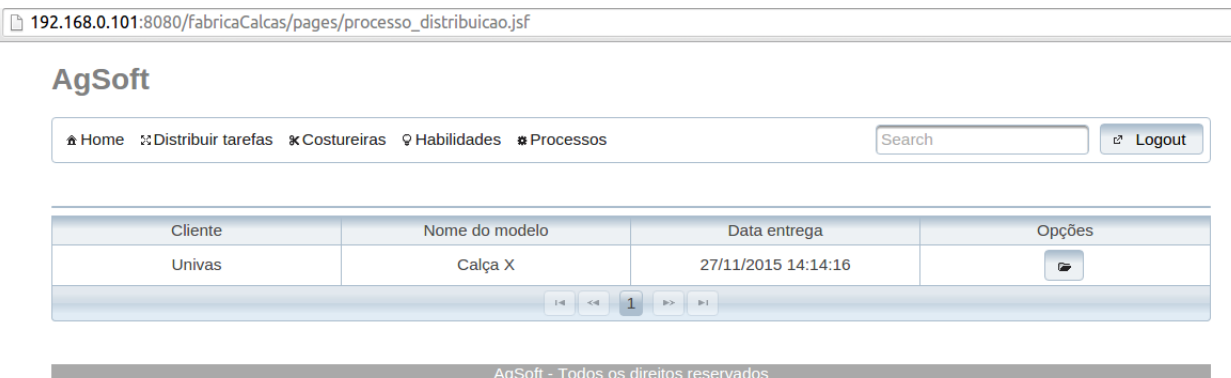 192.168.0.101:8080/fabricaCalcas/pages/processo_distribuicao.jsf
AgSoft
Home Distribuir tarefas Costureiras Habilidades Processos Search Logout
Cliente Nome do modelo Data entrega Opções
Univas Calça X 27/11/2015 14:14:16
1
AgSoft - Todos os direitos reservados